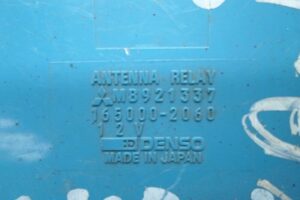 ANTENNA RELAY
MB921337
165000-2060
12V
DENSO
MADE IN JAPAN